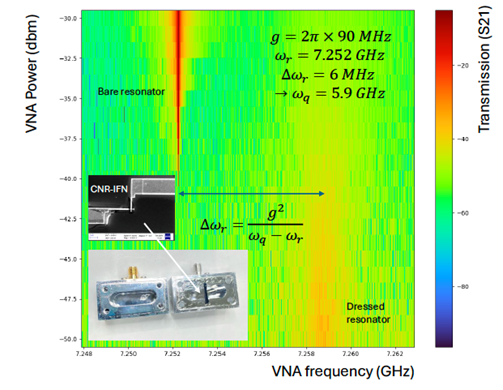 VNA Power (dbm)
-30.0
-32.5
-35.0
-37.5
-40.0
-42.5
-45.0
-47.5
-50.0
g = 2π × 90 MHz
ω_r = 7.252 GHz
Δω_r = 6 MHz
→ ω_q = 5.9 GHz
Bare resonator
CNR-IFN
Δω_r = g² / (ω_q − ω_r)
Dressed
resonator
7.248 7.250 7.252 7.254 7.256 7.258 7.260 7.262
VNA frequency (GHz)
−20
−40
−60
−80
Transmission (S21)